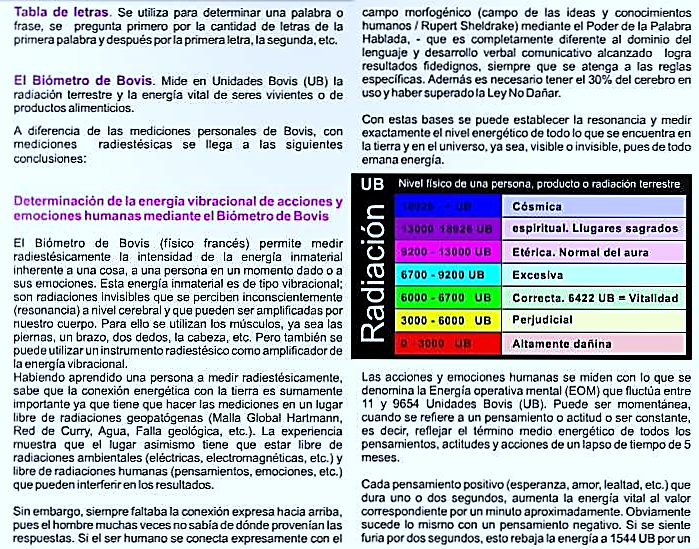 Tabla de letras. Se utiliza para determinar una palabra o
frase, se pregunta primero por la cantidad de letras de la
primera palabra y después por la primera letra, la segunda, etc.
El Biómetro de Bovis. Mide en Unidades Bovis (UB) la
radiación terrestre y la energía vital de seres vivientes o de
productos alimenticios.
A diferencia de las mediciones personales de Bovis, con
mediciones radiestésicas se llega a las siguientes
conclusiones:
Determinación de la energía vibracional de acciones y
emociones humanas mediante el Biómetro de Bovis
El Biómetro de Bovis (físico francés) permite medir
radiestésicamente la intensidad de la energía inmaterial
inherente a una cosa, a una persona en un momento dado o a
sus emociones. Esta energía inmaterial es de tipo vibracional;
son radiaciones invisibles que se perciben inconscientemente
(resonancia) a nivel cerebral y que pueden ser amplificadas por
nuestro cuerpo. Para ello se utilizan los músculos, ya sea las
piernas, un brazo, dos dedos, la cabeza, etc. Pero también se
puede utilizar un instrumento radiestésico como amplificador de
la energía vibracional.
Habiendo aprendido una persona a medir radiestésicamente,
sabe que la conexión energética con la tierra es sumamente
importante ya que tiene que hacer las mediciones en un lugar
libre de radiaciones geopatógenas (Malla Global Hartmann,
Red de Curry, Agua, Falla geológica, etc.). La experiencia
muestra que el lugar asimismo tiene que estar libre de
radiaciones ambientales (eléctricas, electromagnéticas, etc.) y
libre de radiaciones humanas (pensamientos, emociones, etc.)
que pueden interferir en los resultados.
Sin embargo, siempre faltaba la conexión expresa hacia arriba,
pues el hombre muchas veces no sabía de dónde provenían las
respuestas. Si el ser humano se conecta expresamente con el
campo morfogénico (campo de las ideas y conocimientos
humanos / Rupert Sheldrake) mediante el Poder de la Palabra
Hablada, - que es completamente diferente al dominio del
lenguaje y desarrollo verbal comunicativo alcanzado logra
resultados fidedignos, siempre que se atenga a las reglas
específicas. Además es necesario tener el 30% del cerebro en
uso y haber superado la Ley No Dañar.
Con estas bases se puede establecer la resonancia y medir
exactamente el nivel energético de todo lo que se encuentra en
la tierra y en el universo, ya sea, visible o invisible, pues de todo
emana energía.
UB Nivel físico de una persona, producto o radiación terrestre
Radiación
18926 - ∞ UB Cósmica
13000 18926 UB espiritual. Llugares sagrados
9200 - 13000 UB Etérica. Normal del aura
6700 - 9200 UB Excesiva
6000 - 6700 UB Correcta. 6422 UB = Vitalidad
3000 - 6000 UB Perjudicial
0 - 3000 UB Altamente dañina
Las acciones y emociones humanas se miden con lo que se
denomina la Energía operativa mental (EOM) que fluctúa entre
11 y 9654 Unidades Bovis (UB). Puede ser momentánea,
cuando se refiere a un pensamiento o actitud o ser constante,
es decir, reflejar el término medio energético de todos los
pensamientos, actitudes y acciones de un lapso de tiempo de 5
meses.
Cada pensamiento positivo (esperanza, amor, lealtad, etc.) que
dura uno o dos segundos, aumenta la energía vital al valor
correspondiente por un minuto aproximadamente. Obviamente
sucede lo mismo con un pensamiento negativo. Si se siente
furia por dos segundos, esto rebaja la energía a 1544 UB por un